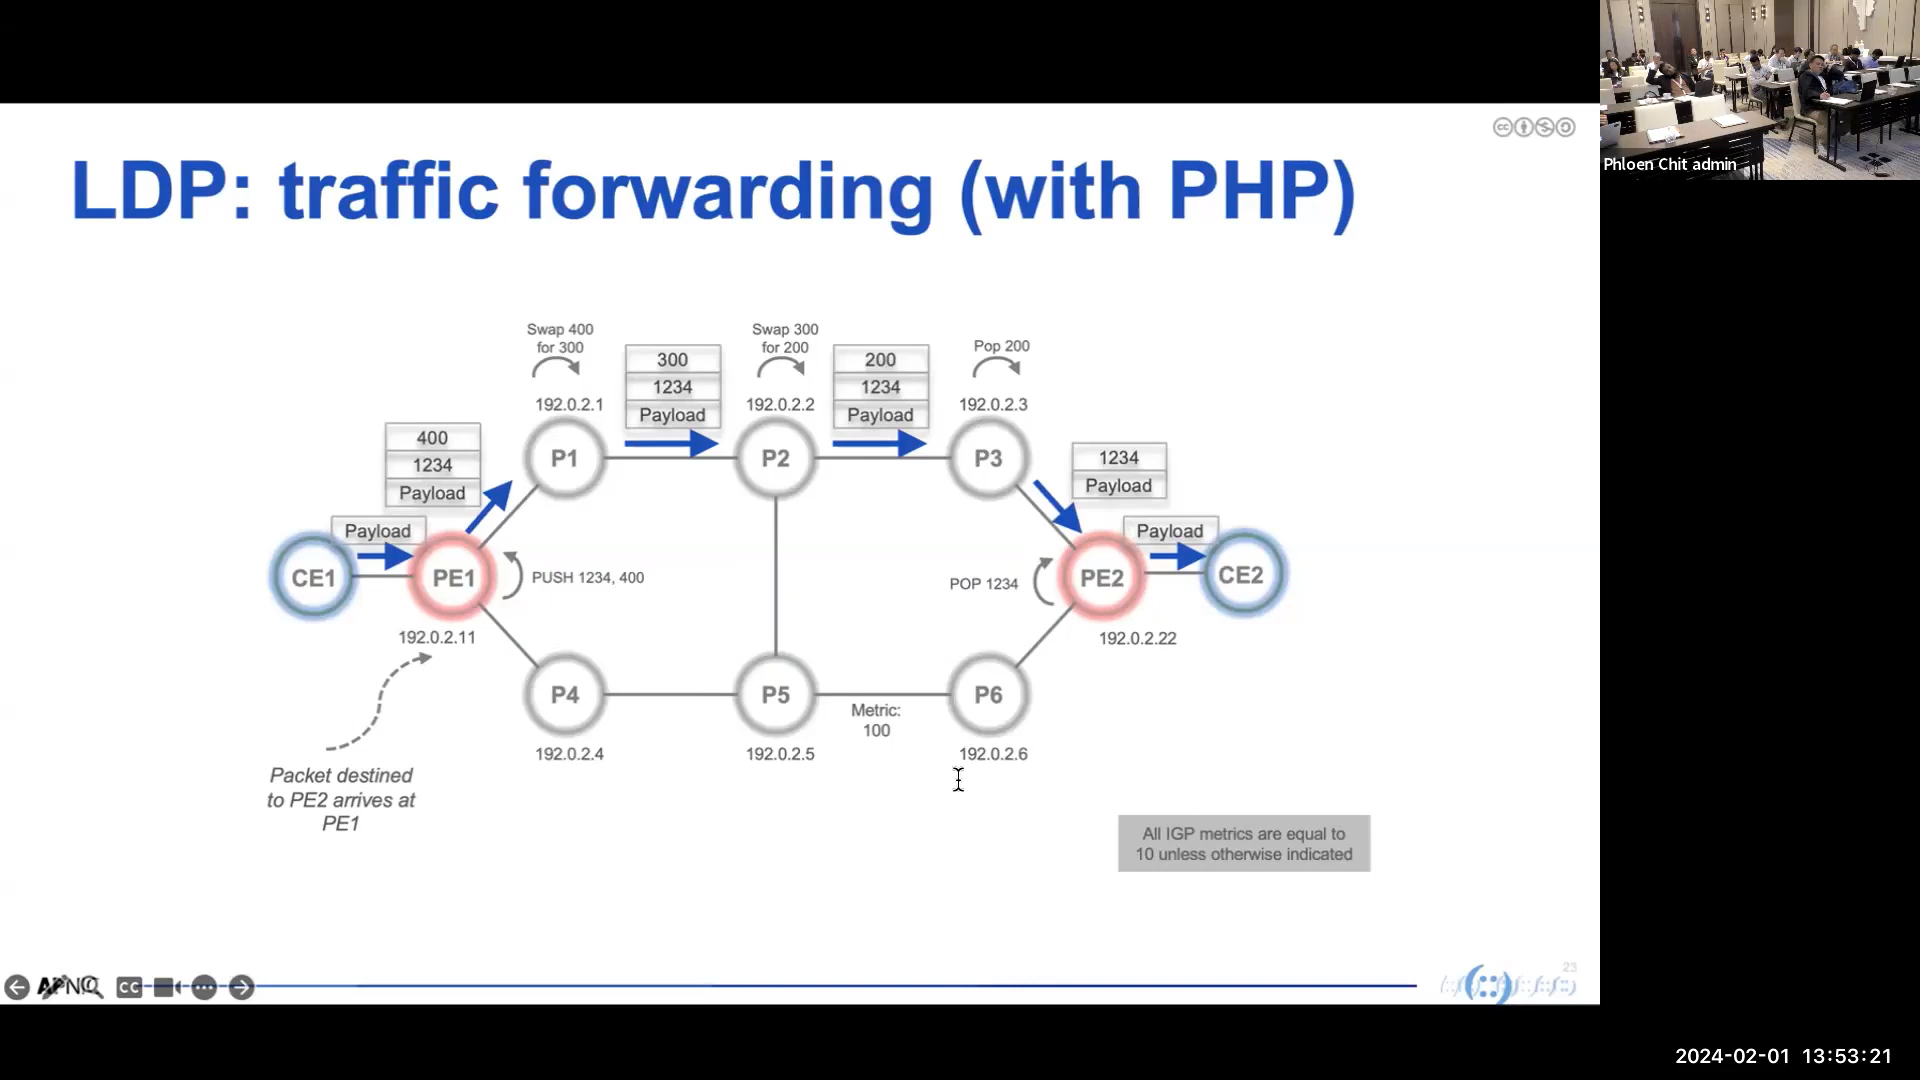 Phloen Chit admin
LDP: traffic forwarding (with PHP)
Swap 400
for 300
Swap 300
for 200
Pop 200
300
1234
Payload
200
1234
Payload
192.0.2.1
192.0.2.2
192.0.2.3
400
1234
Payload
P1
P2
P3
1234
Payload
Payload
Payload
CE1
PE1
PUSH 1234, 400
POP 1234
PE2
CE2
192.0.2.11
192.0.2.22
P4
P5
P6
Metric:
100
192.0.2.4
192.0.2.5
192.0.2.6
Packet destined
to PE2 arrives at
PE1
All IGP metrics are equal to
10 unless otherwise indicated
23
CC
2024-02-01 13:53:21